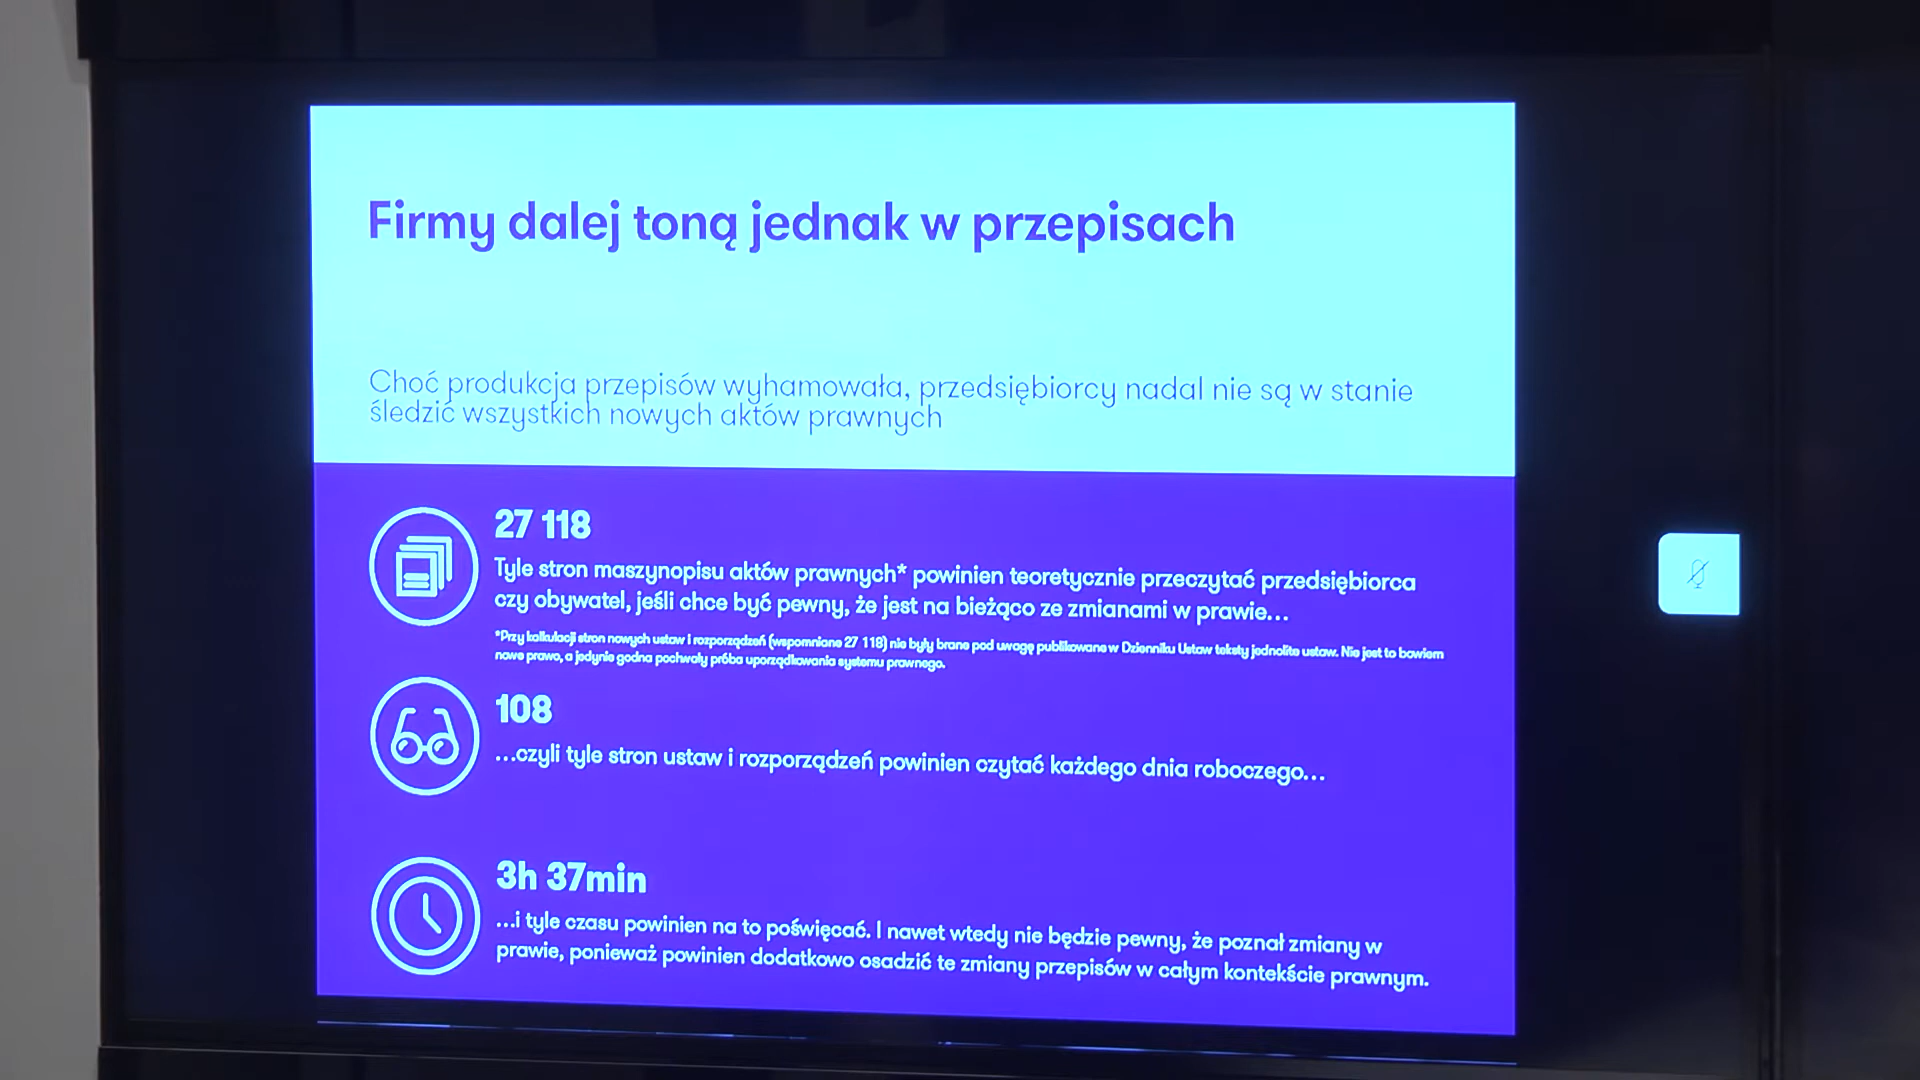 Firmy dalej toną jednak w przepisach
Choć produkcja przepisów wyhamowała, przedsiębiorcy nadal nie są w stanie
śledzić wszystkich nowych aktów prawnych
27 118
Tyle stron maszynopisu aktów prawnych* powinien teoretycznie przeczytać przedsiębiorca
czy obywatel, jeśli chce być pewny, że jest na bieżąco ze zmianami w prawie...
*Przy kalkulacji stron nowych ustaw i rozporządzeń (wspomniane 27 118) nie były brane pod uwagę publikowane w Dzienniku Ustaw teksty jednolite ustaw. Nie jest to bowiem
nowe prawo, a jedynie godna pochwały próba uporządkowania systemu prawnego.
108
...czyli tyle stron ustaw i rozporządzeń powinien czytać każdego dnia roboczego...
3h 37min
...i tyle czasu powinien na to poświęcać. I nawet wtedy nie będzie pewny, że poznał zmiany w
prawie, ponieważ powinien dodatkowo osadzić te zmiany przepisów w całym kontekście prawnym.